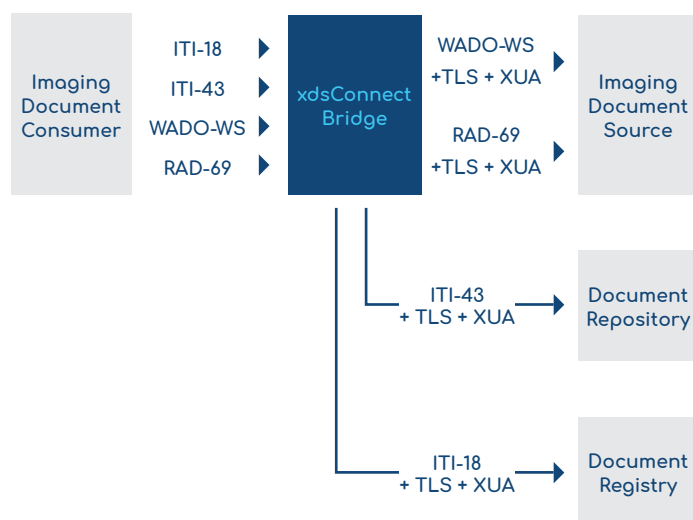 Imaging
Document
Consumer
ITI-18
ITI-43
WADO-WS
RAD-69
xdsConnect
Bridge
WADO-WS
+TLS + XUA
RAD-69
+TLS + XUA
Imaging
Document
Source
ITI-43
+ TLS + XUA
Document
Repository
ITI-18
+ TLS + XUA
Document
Registry